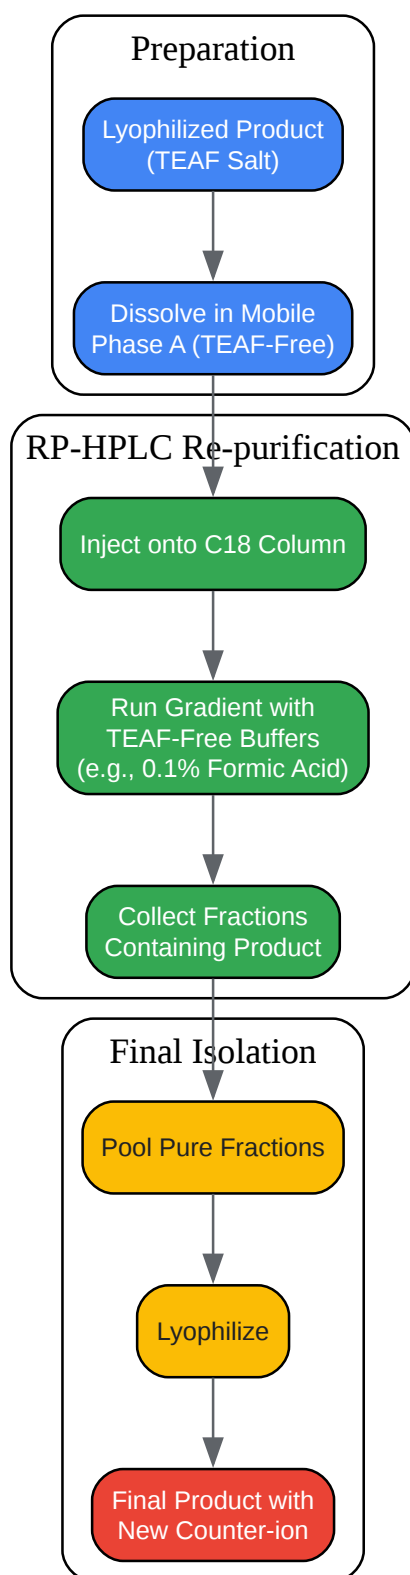 Preparation
Lyophilized Product
(TEAF Salt)
Dissolve in Mobile
Phase A (TEAF-Free)
RP-HPLC Re-purification
Inject onto C18 Column
Run Gradient with
TEAF-Free Buffers
(e.g., 0.1% Formic Acid)
Collect Fractions
Containing Product
Final Isolation
Pool Pure Fractions
Lyophilize
Final Product with
New Counter-ion